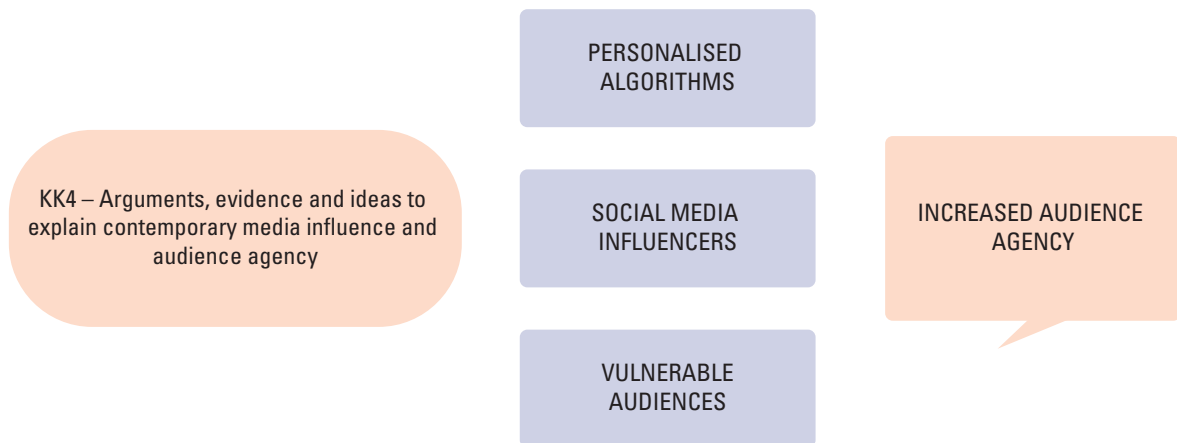 KK4 – Arguments, evidence and ideas to
explain contemporary media influence and
audience agency
PERSONALISED
ALGORITHMS
SOCIAL MEDIA
INFLUENCERS
VULNERABLE
AUDIENCES
INCREASED AUDIENCE
AGENCY